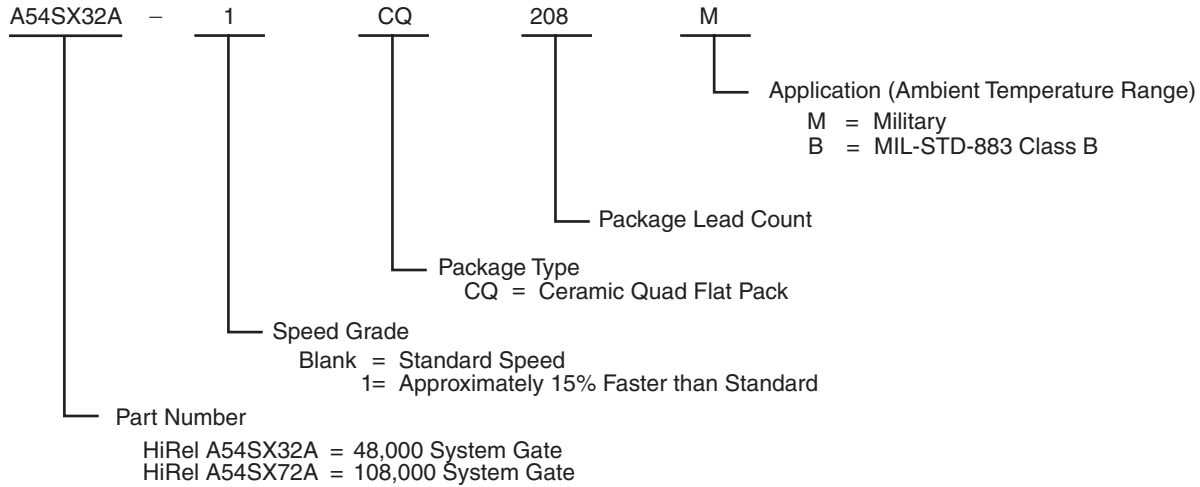 A54SX32A – 1 CQ 208 M
Application (Ambient Temperature Range)
M = Military
B = MIL-STD-883 Class B
Package Lead Count
Package Type
CQ = Ceramic Quad Flat Pack
Speed Grade
Blank = Standard Speed
1= Approximately 15% Faster than Standard
Part Number
HiRel A54SX32A = 48,000 System Gate
HiRel A54SX72A = 108,000 System Gate